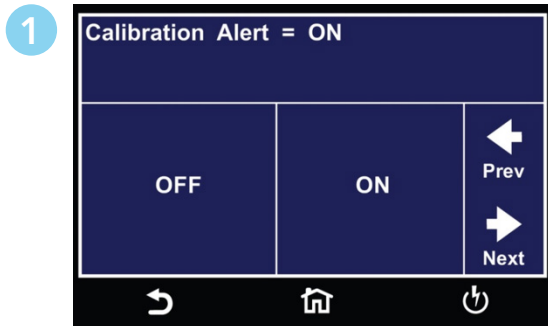 1
Calibration Alert = ON
OFF
ON
Prev
Next